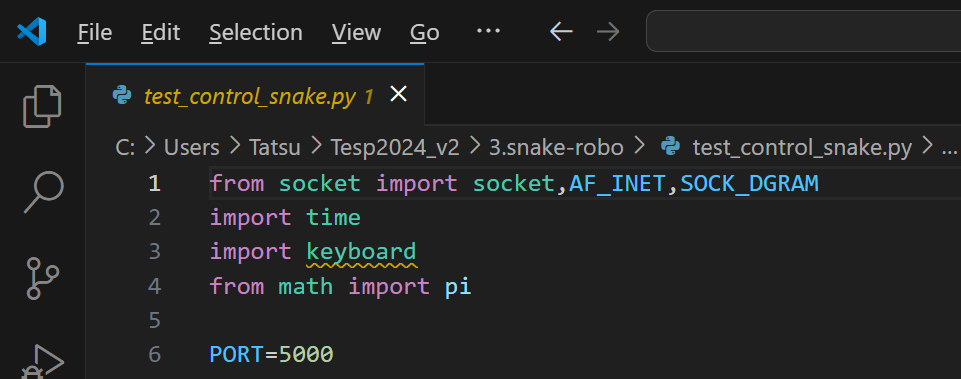 File Edit Selection View Go ...
test_control_snake.py 1
C: > Users > Tatsu > Tesp2024_v2 > 3.snake-robo > test_control_snake.py > ...
1 from socket import socket,AF_INET,SOCK_DGRAM
2 import time
3 import keyboard
4 from math import pi
5
6 PORT=5000